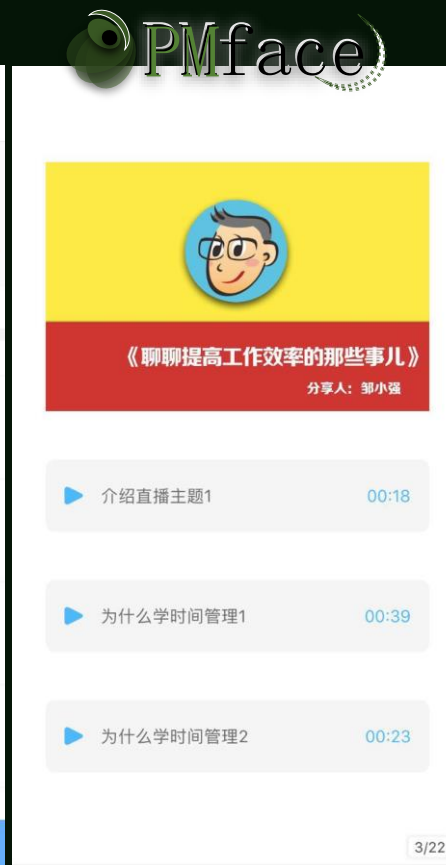 PMface
《聊聊提高工作效率的那些事儿》
分享人：邹小强
介绍直播主题1
00:18
为什么学时间管理1
00:39
为什么学时间管理2
00:23
3/22